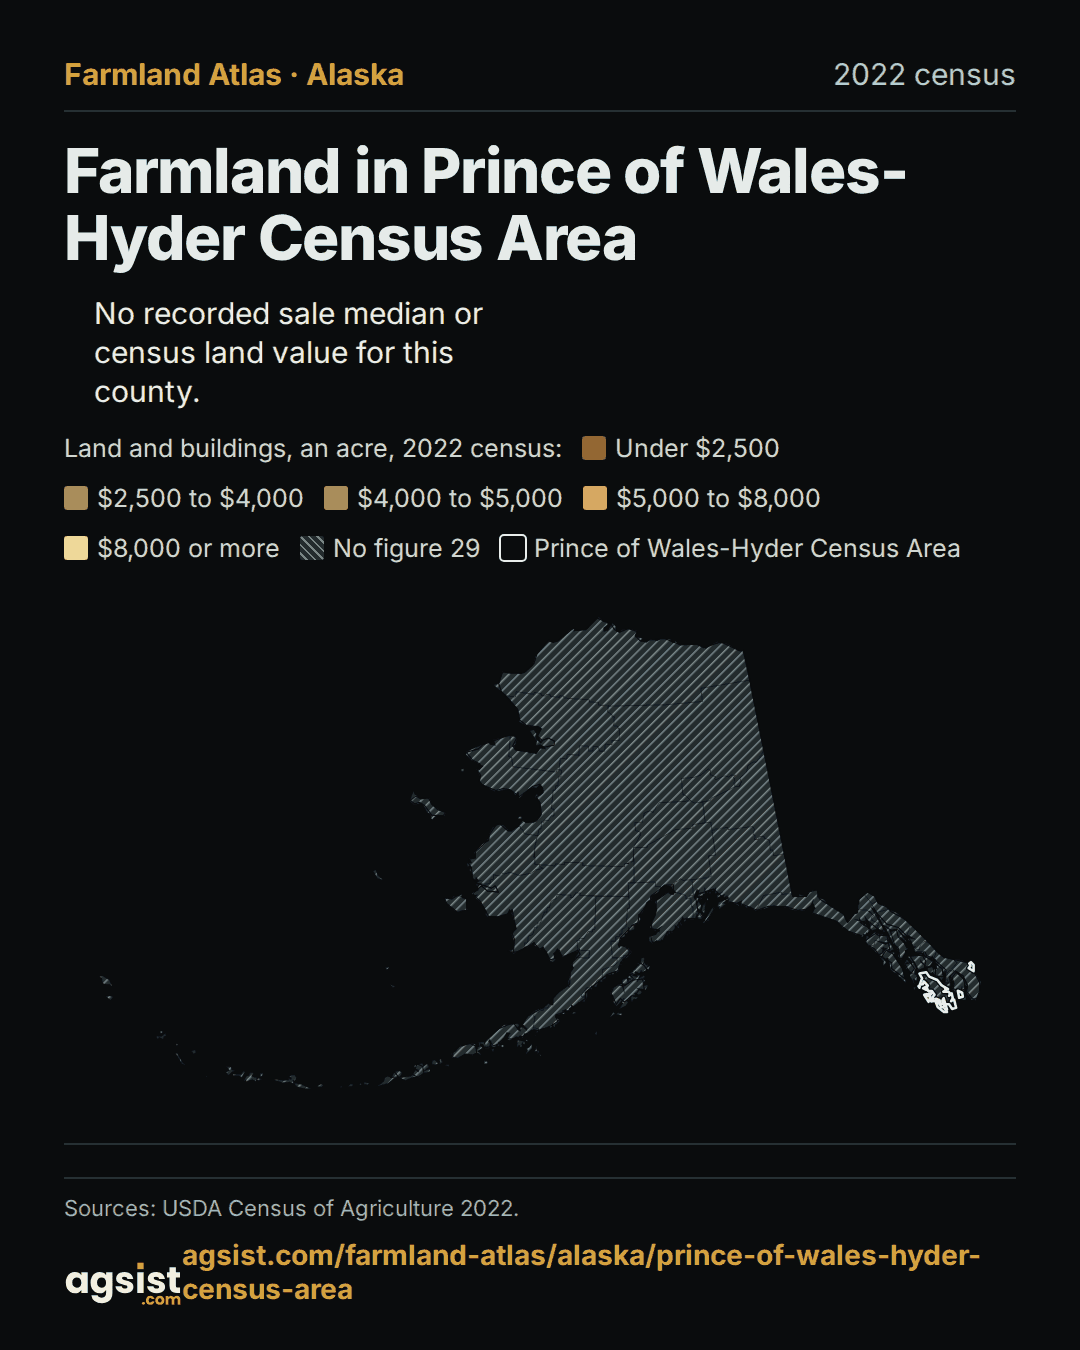 Farmland Atlas · Alaska
2022 census
Farmland in Prince of Wales-
Hyder Census Area
No recorded sale median or
census land value for this
county.
Land and buildings, an acre, 2022 census: Under $2,500
$2,500 to $4,000 $4,000 to $5,000 $5,000 to $8,000
$8,000 or more No figure 29 Prince of Wales-Hyder Census Area
Sources: USDA Census of Agriculture 2022.
agsist.com
agsist.com/farmland-atlas/alaska/prince-of-wales-hyder-
census-area